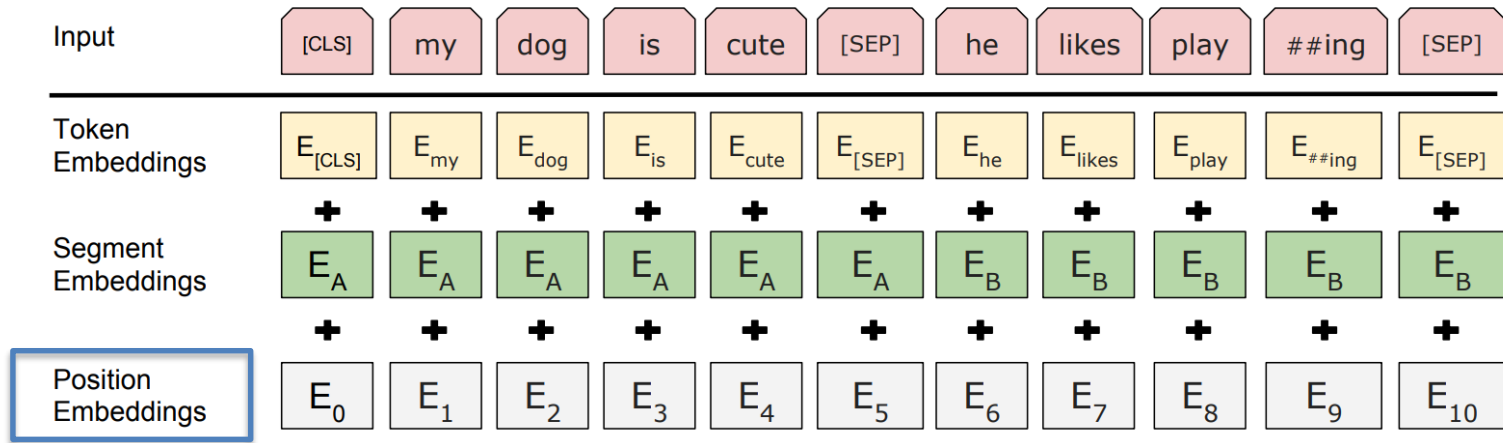 Input [CLS] my dog is cute [SEP] he likes play ##ing [SEP]
Token
Embeddings
E[CLS] Emy Edog Eis Ecute E[SEP] Ehe Elikes Eplay E##ing E[SEP]
+ + + + + + + + + + +
Segment
Embeddings
EA EA EA EA EA EA EB EB EB EB EB
+ + + + + + + + + + +
Position
Embeddings
E0 E1 E2 E3 E4 E5 E6 E7 E8 E9 E10